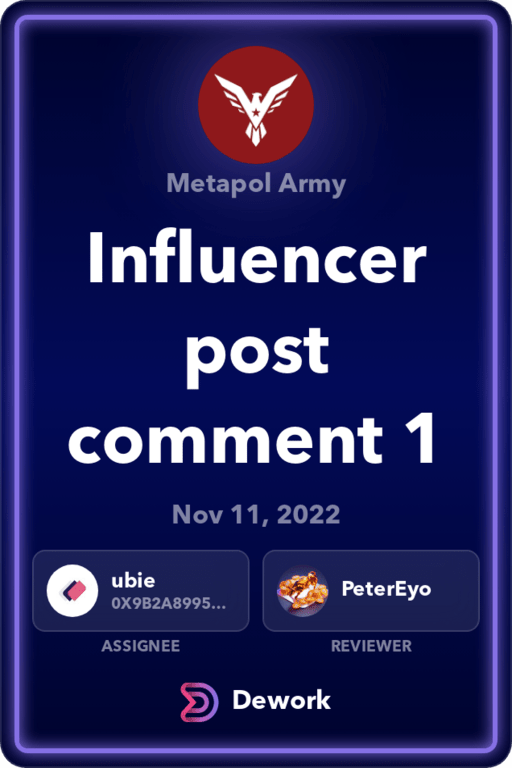 Metapol Army
Influencer
post
comment 1
Nov 11, 2022
ubie
0X9B2A8995...
PeterEyo
ASSIGNEE
REVIEWER
Dework